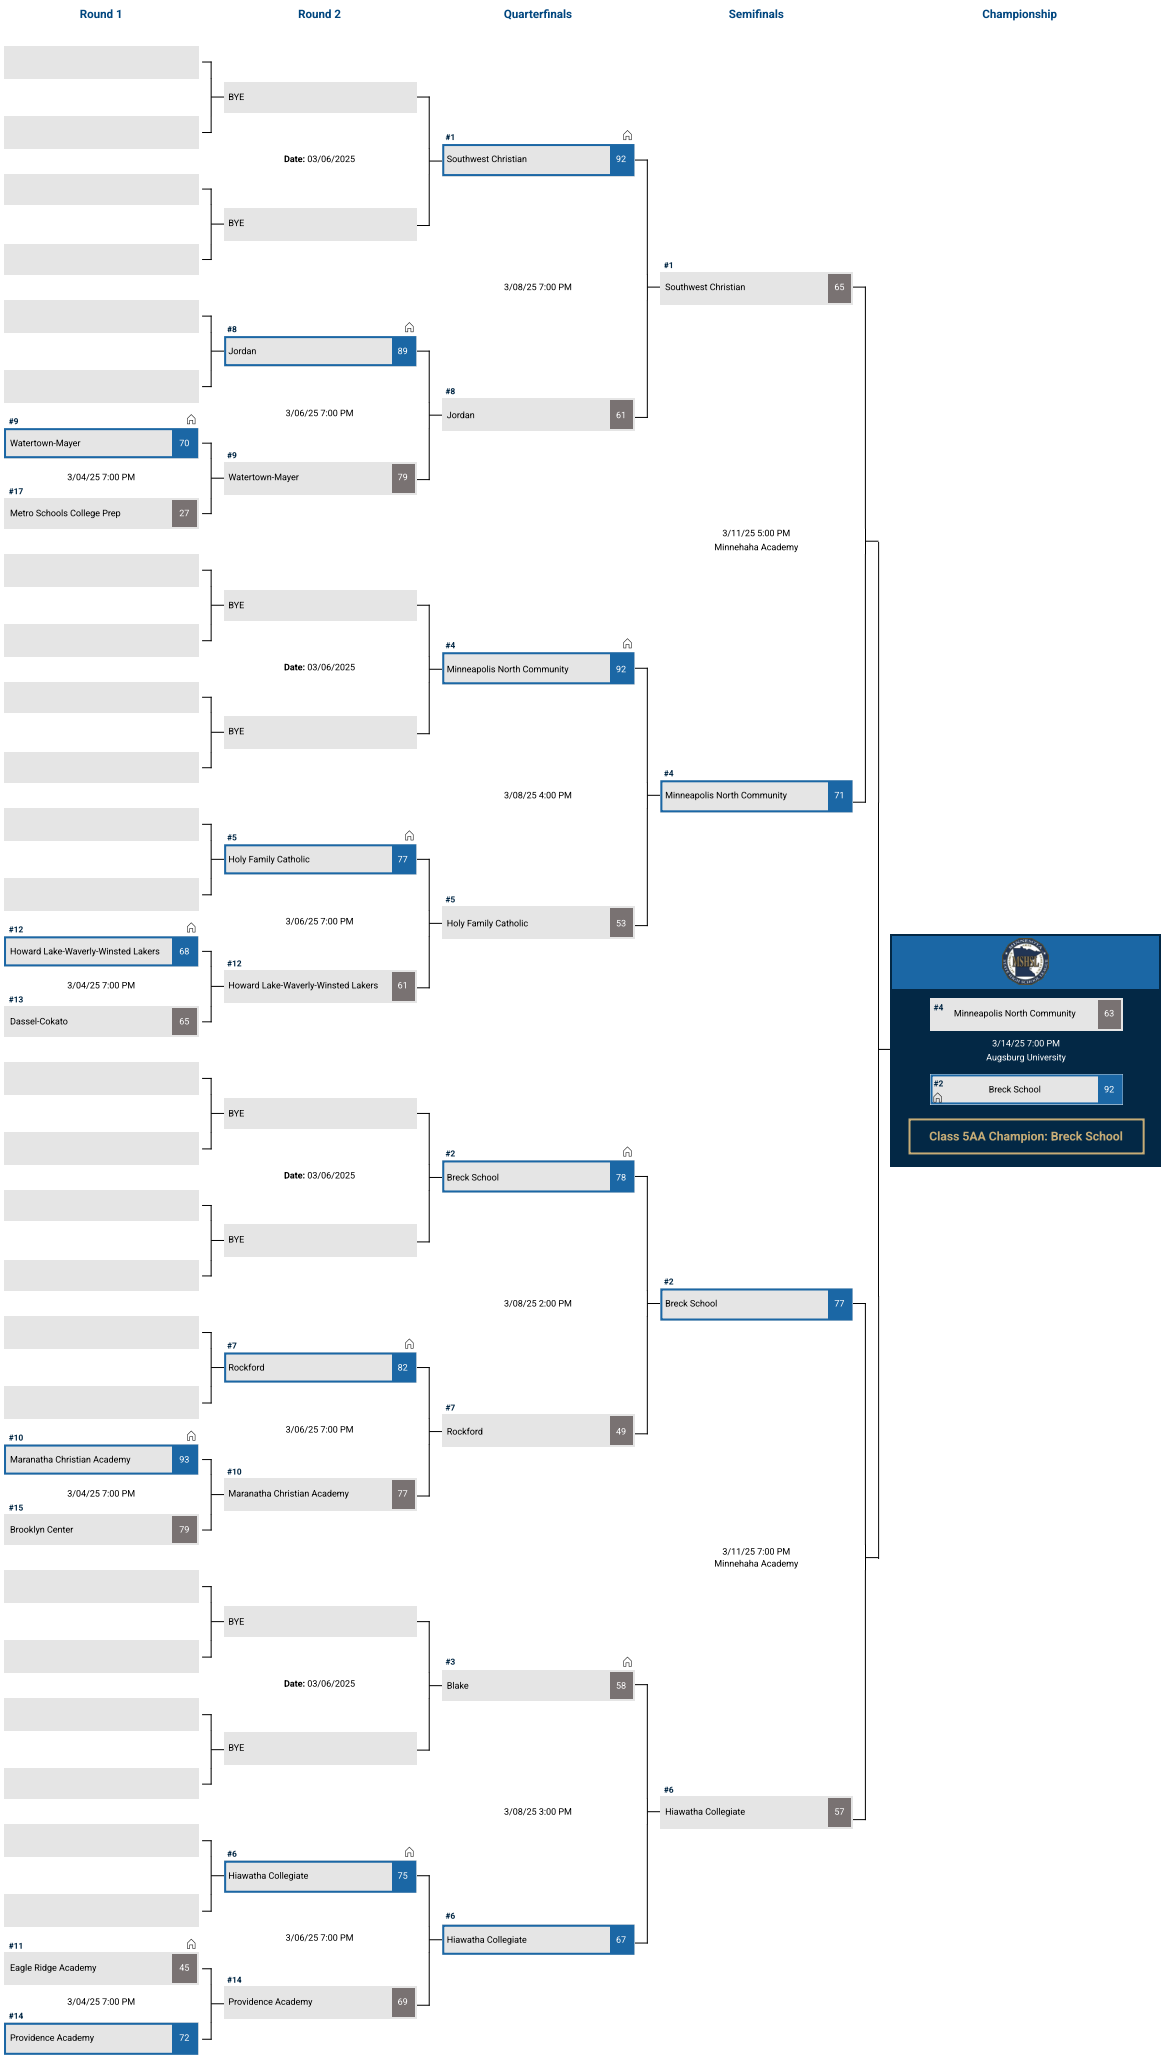 Round 1
Round 2
Quarterfinals
Semifinals
Championship
BYE
#1
Southwest Christian 92
Date: 03/06/2025
BYE
#1
3/08/25 7:00 PM
Southwest Christian 65
#8
Jordan 89
#8
3/06/25 7:00 PM
Jordan 61
#9
Watertown-Mayer 70
#9
3/04/25 7:00 PM
Watertown-Mayer 79
#17
Metro Schools College Prep 27
3/11/25 5:00 PM
Minnehaha Academy
BYE
#4
Date: 03/06/2025
Minneapolis North Community 92
BYE
#4
3/08/25 4:00 PM
Minneapolis North Community 71
#5
Holy Family Catholic 77
#5
3/06/25 7:00 PM
Holy Family Catholic 53
#12
Howard Lake-Waverly-Winsted Lakers 68
#12
3/04/25 7:00 PM
Howard Lake-Waverly-Winsted Lakers 61
#13
Dassel-Cokato 65
MINNESOTA
MSHSL
#4 Minneapolis North Community 63
3/14/25 7:00 PM
Augsburg University
#2
Breck School 92
Class 5AA Champion: Breck School
BYE
#2
Date: 03/06/2025
Breck School 78
BYE
#2
3/08/25 2:00 PM
Breck School 77
#7
Rockford 82
#7
3/06/25 7:00 PM
Rockford 49
#10
Maranatha Christian Academy 93
#10
3/04/25 7:00 PM
Maranatha Christian Academy 77
#15
Brooklyn Center 79
3/11/25 7:00 PM
Minnehaha Academy
BYE
#3
Date: 03/06/2025
Blake 58
BYE
#6
3/08/25 3:00 PM
Hiawatha Collegiate 57
#6
Hiawatha Collegiate 75
#6
3/06/25 7:00 PM
Hiawatha Collegiate 67
#11
Eagle Ridge Academy 45
#14
3/04/25 7:00 PM
Providence Academy 69
#14
Providence Academy 72